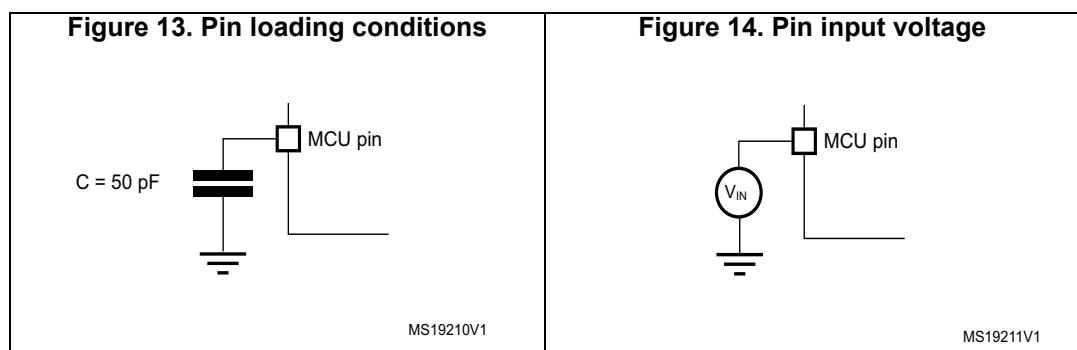 Figure 13. Pin loading conditions
Figure 14. Pin input voltage
MCU pin
C = 50 pF
MS19210V1
MCU pin
VIN
MS19211V1